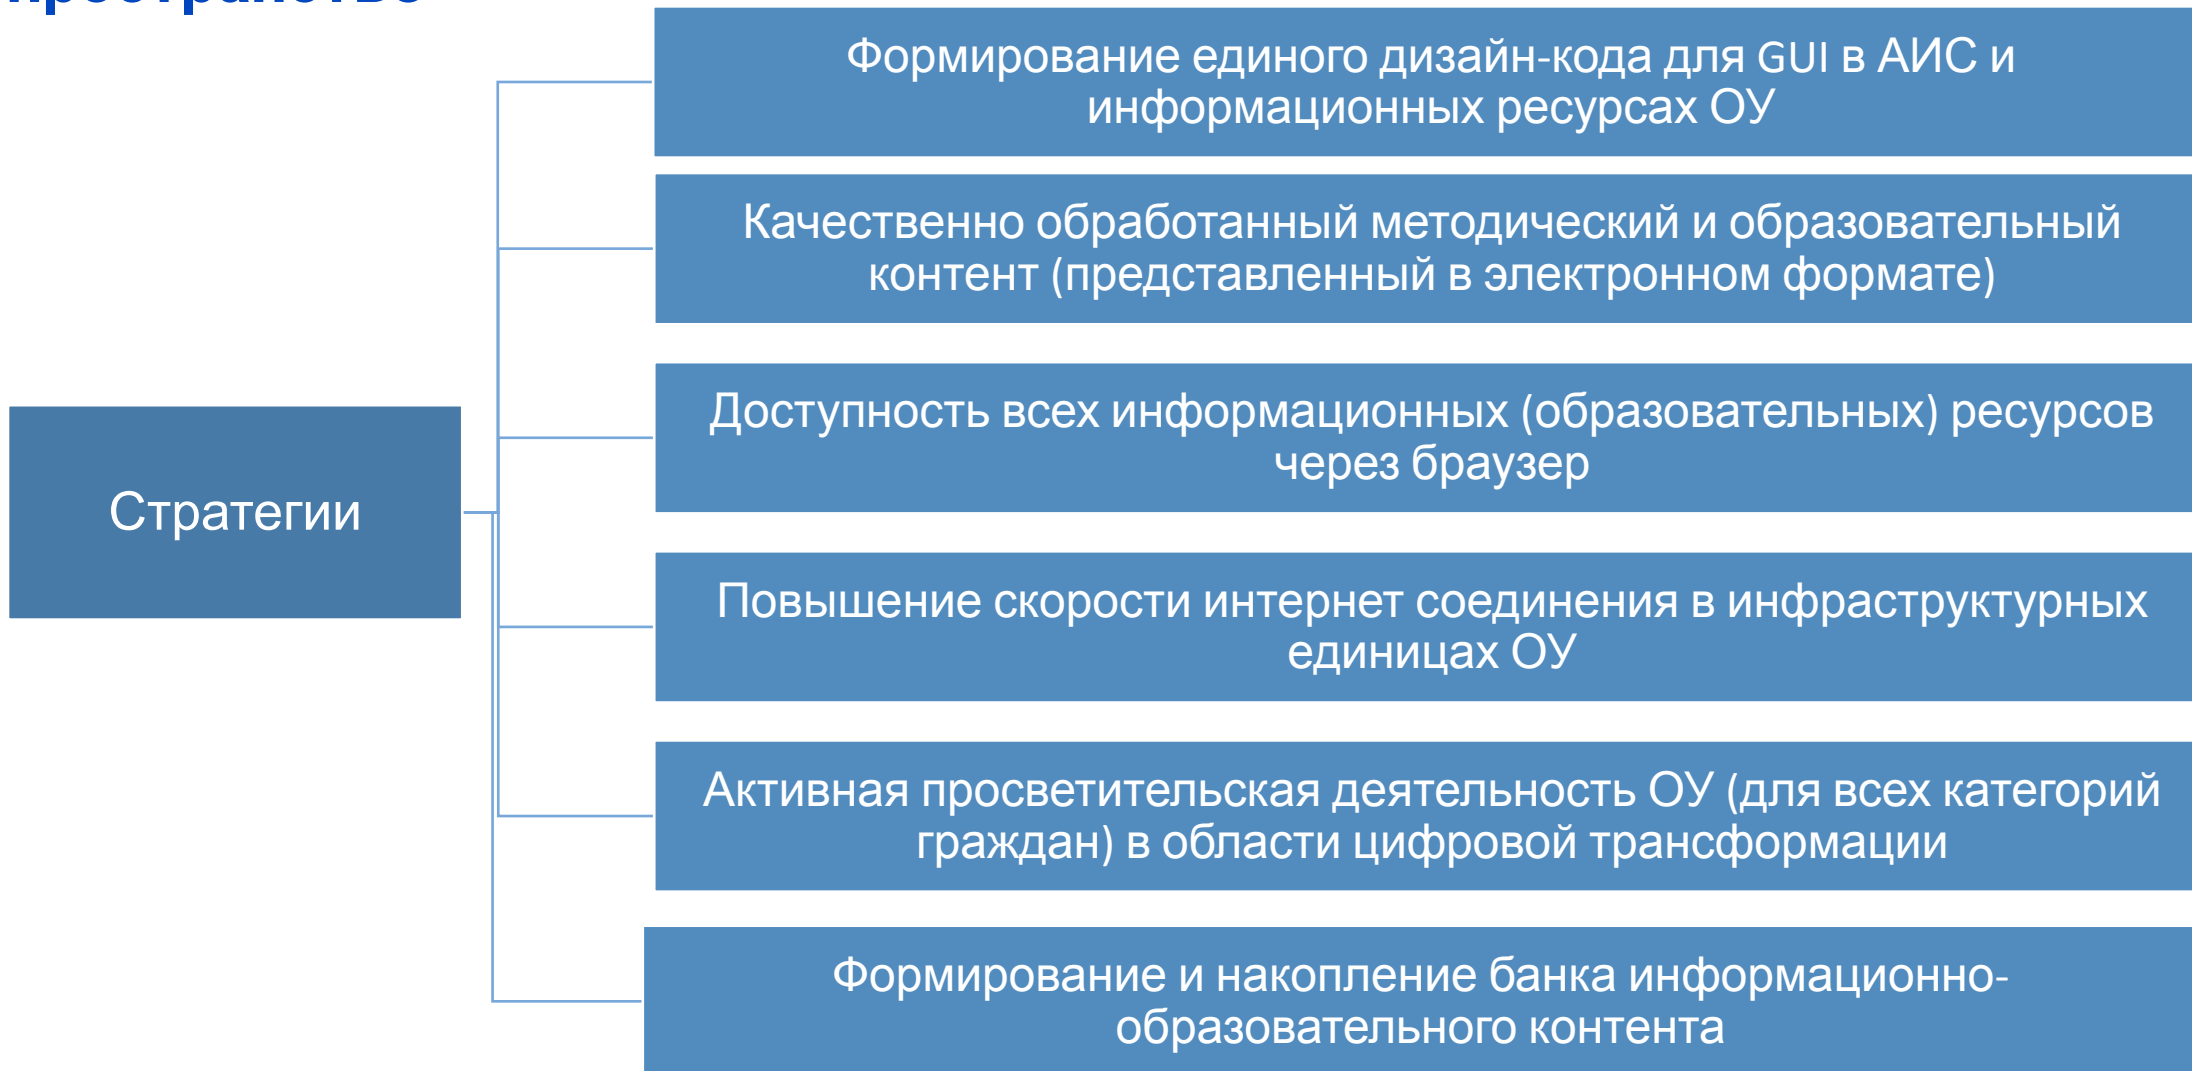 пространство
Формирование единого дизайн-кода для GUI в АИС и
информационных ресурсах ОУ
Качественно обработанный методический и образовательный
контент (представленный в электронном формате)
Доступность всех информационных (образовательных) ресурсов
через браузер
Стратегии
Повышение скорости интернет соединения в инфраструктурных
единицах ОУ
Активная просветительская деятельность ОУ (для всех категорий
граждан) в области цифровой трансформации
Формирование и накопление банка информационно-
образовательного контента